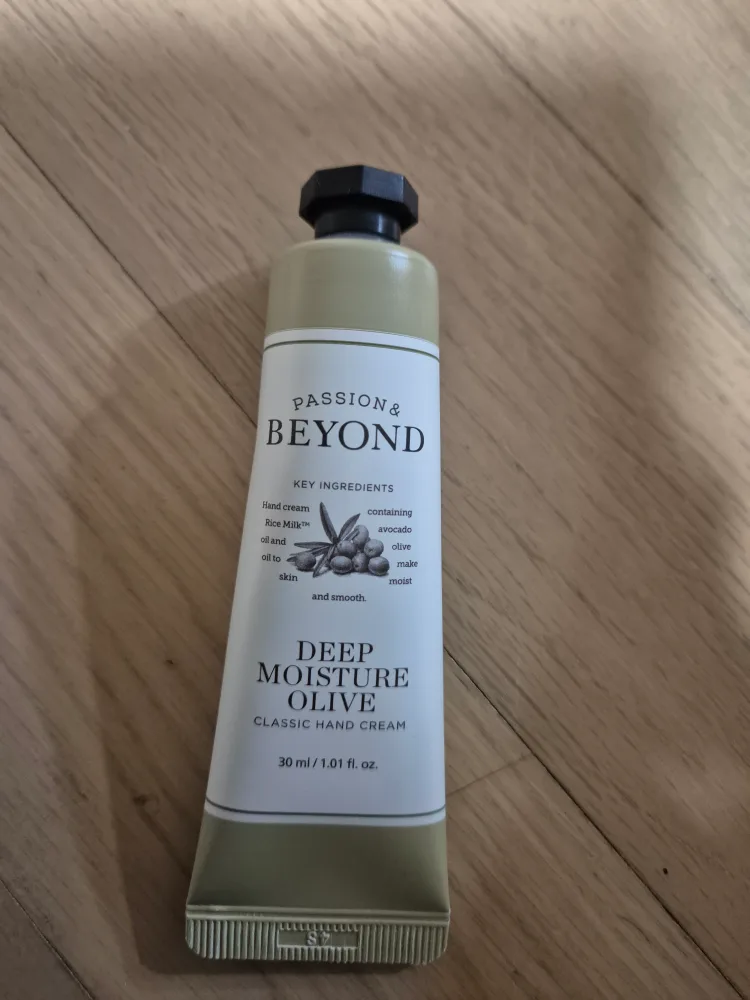 PASSION &
BEYOND
KEY INGREDIENTS
Hand cream containing
Rice Milk™ avocado
oil and olive
oil to make
skin moist
and smooth.
DEEP
MOISTURE
OLIVE
CLASSIC HAND CREAM
30 ml / 1.01 fl. oz.